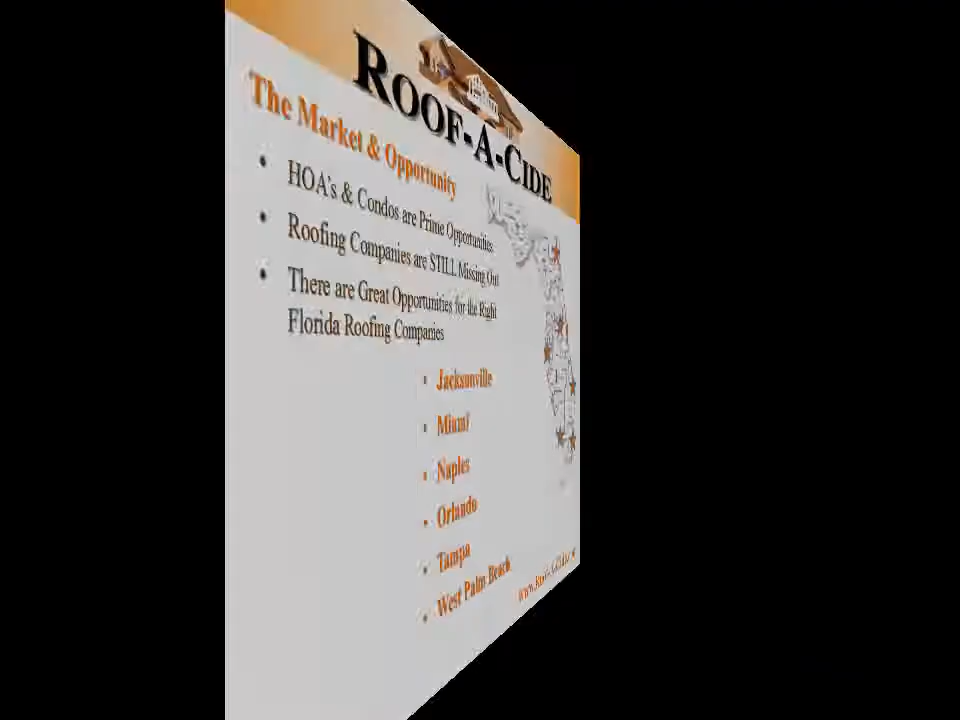 ROOF-A-CIDE
The Market & Opportunity
• HOA's & Condos are Prime Opportunities
• Roofing Companies are STILL Missing Out
• There are Great Opportunities for the Right
Florida Roofing Companies
• Jacksonville
• Miami
• Naples
• Orlando
• Tampa
• West Palm Beach